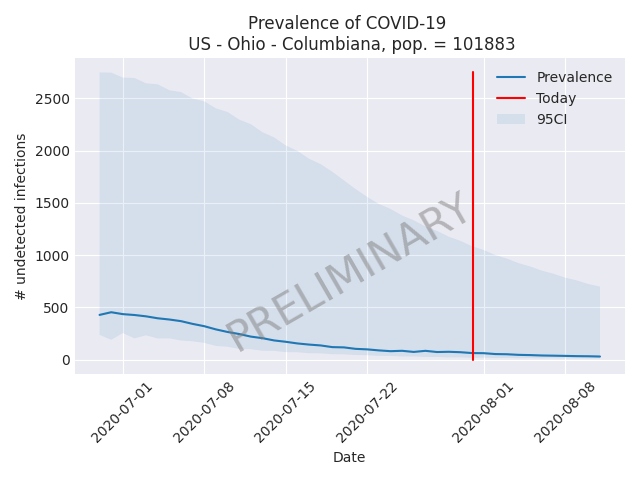 Prevalence of COVID-19
US - Ohio - Columbiana, pop. = 101883
Prevalence
Today
95CI
PRELIMINARY
# undetected infections
2500
2000
1500
1000
500
0
2020-07-01
2020-07-08
2020-07-15
2020-07-22
2020-08-01
2020-08-08
Date